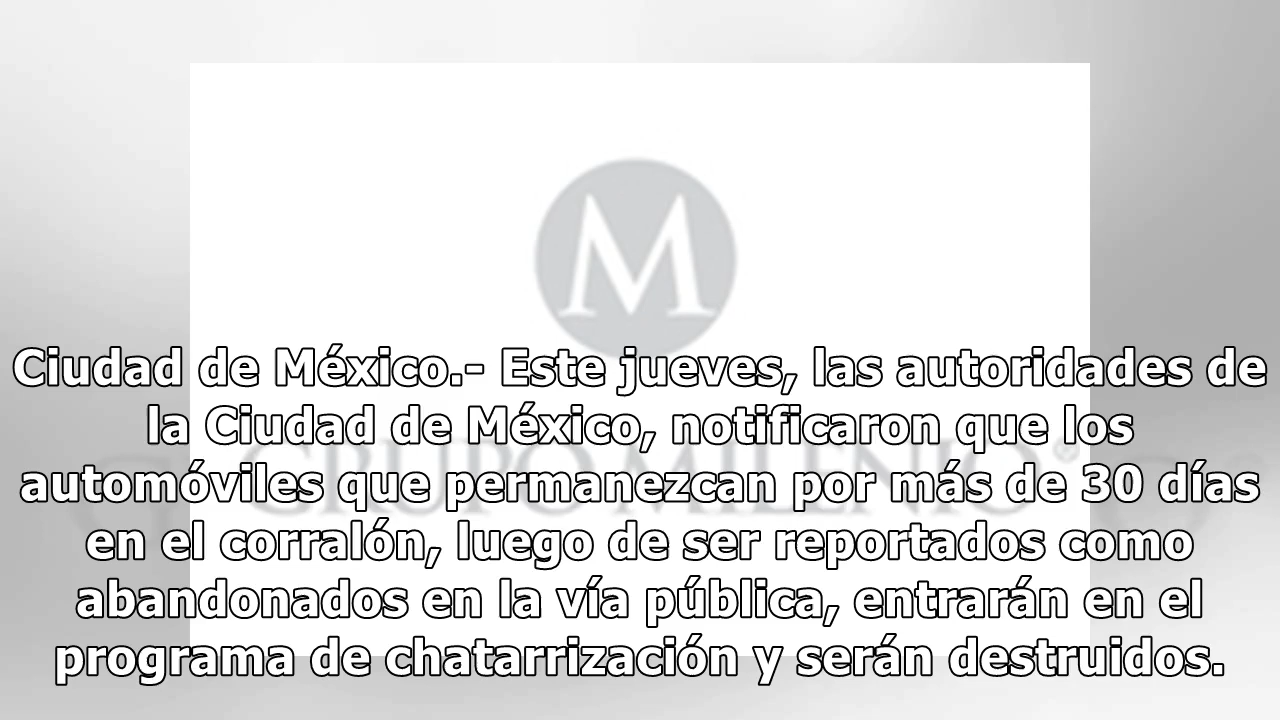 M
Ciudad de México.- Este jueves, las autoridades de
la Ciudad de México, notificaron que los
GRUPO MILENIO®
automóviles que permanezcan por más de 30 días
en el corralón, luego de ser reportados como
abandonados en la vía pública, entrarán en el
programa de chatarrización y serán destruidos.